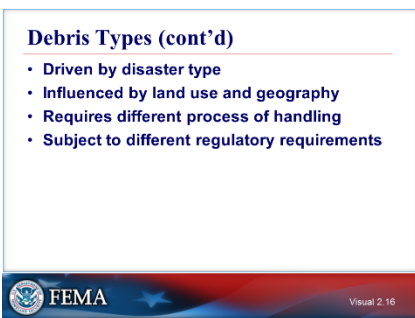 Debris Types (cont'd)
• Driven by disaster type
• Influenced by land use and geography
• Requires different process of handling
• Subject to different regulatory requirements
FEMA
Visual 2.16